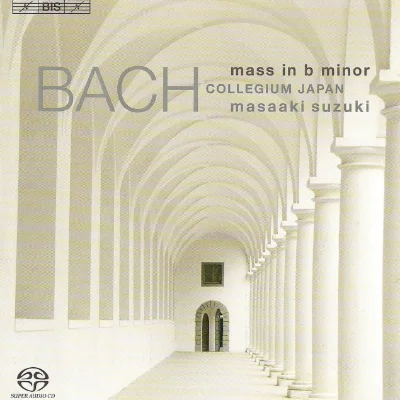 BIS
mass in b minor
BACH COLLEGIUM JAPAN
masaaki suzuki
SUPER AUDIO CD